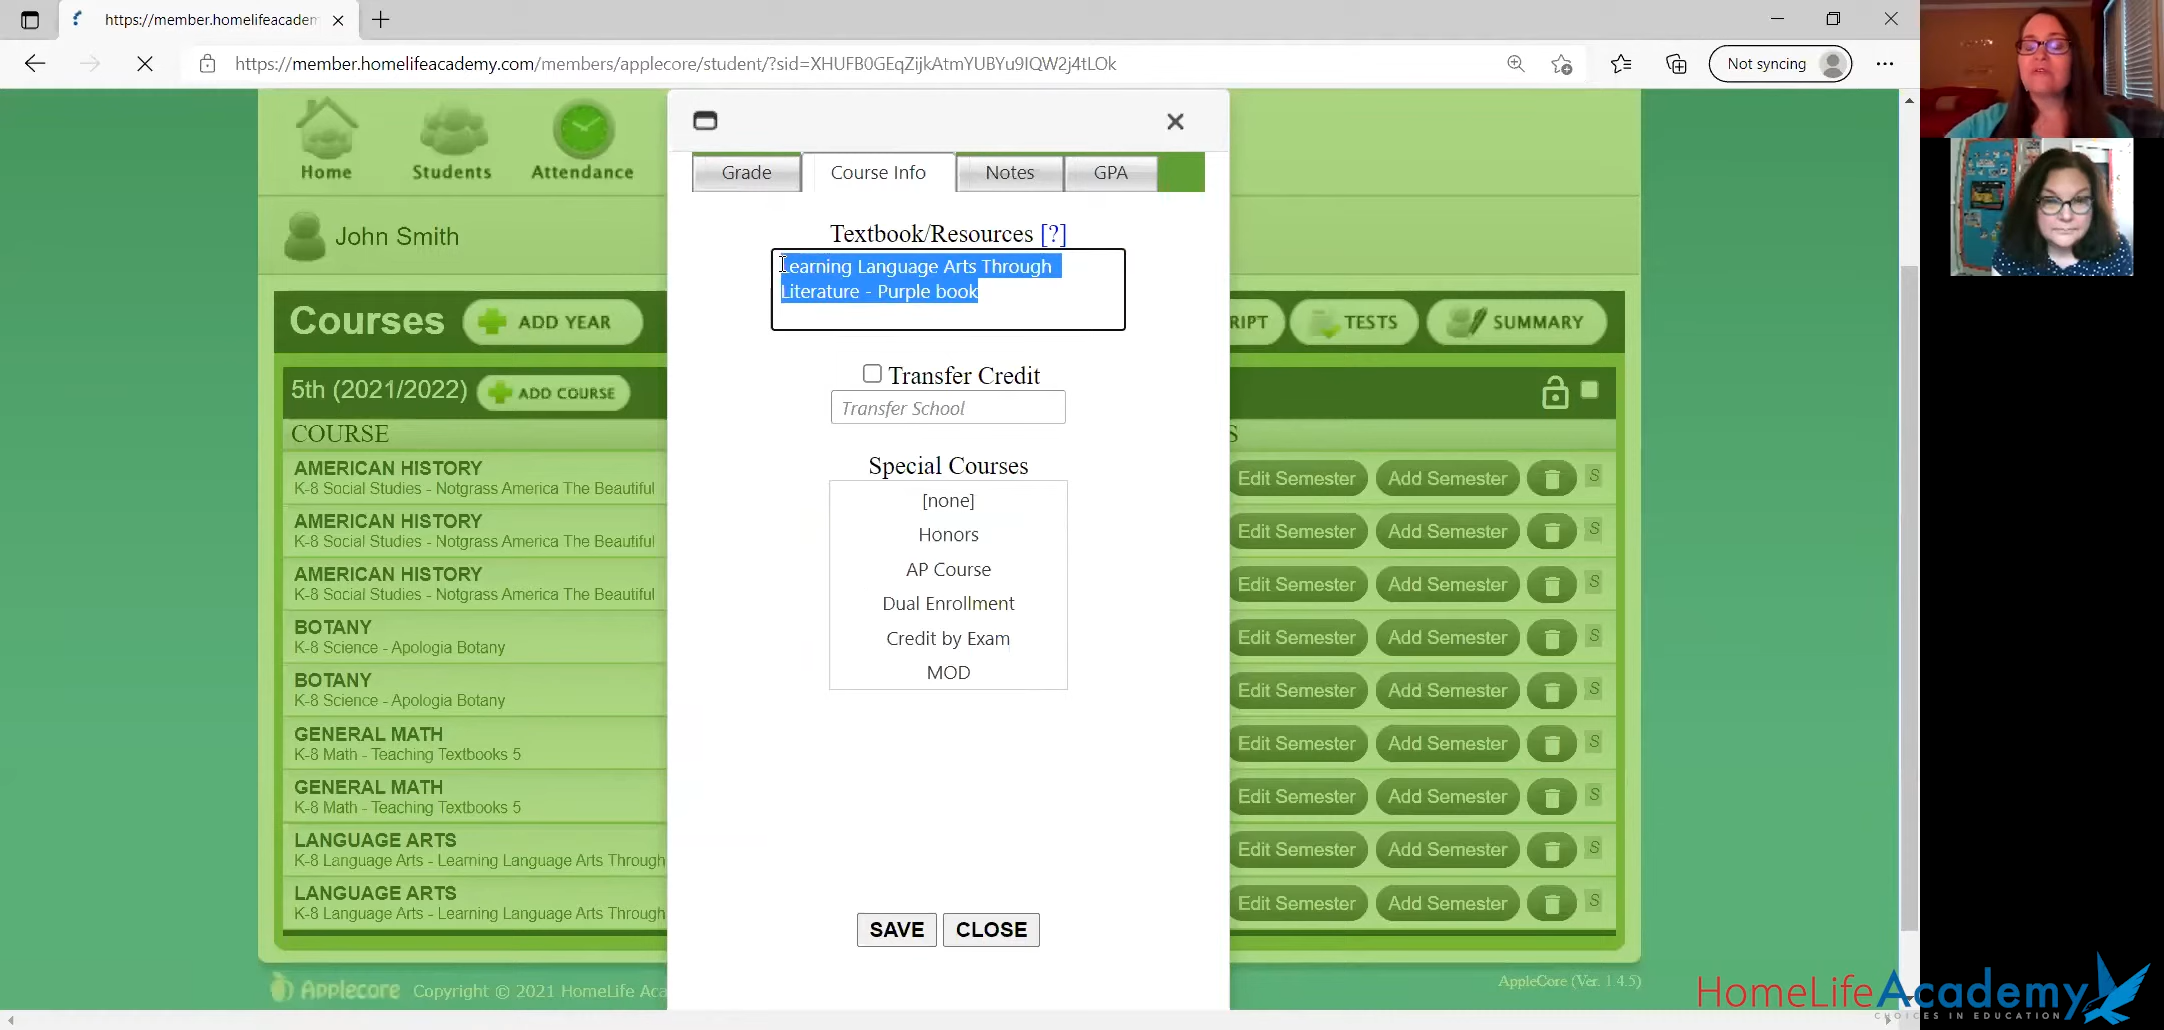 https://member.homelifeacadem
https://member.homelifeacademy.com/members/applecore/student/?sid=XHUFB0GEqZijkAtmYUBYu9IQW2j4tLOk
Not syncing
Home
Students
Attendance
John Smith
Courses
ADD YEAR
RIPT
TESTS
SUMMARY
5th (2021/2022)
ADD COURSE
COURSE
S
AMERICAN HISTORY
K-8 Social Studies - Notgrass America The Beautiful
Edit Semester
Add Semester
S
AMERICAN HISTORY
K-8 Social Studies - Notgrass America The Beautiful
Edit Semester
Add Semester
S
AMERICAN HISTORY
K-8 Social Studies - Notgrass America The Beautiful
Edit Semester
Add Semester
S
BOTANY
K-8 Science - Apologia Botany
Edit Semester
Add Semester
S
BOTANY
K-8 Science - Apologia Botany
Edit Semester
Add Semester
S
GENERAL MATH
K-8 Math - Teaching Textbooks 5
Edit Semester
Add Semester
S
GENERAL MATH
K-8 Math - Teaching Textbooks 5
Edit Semester
Add Semester
S
LANGUAGE ARTS
K-8 Language Arts - Learning Language Arts Through
Edit Semester
Add Semester
S
LANGUAGE ARTS
K-8 Language Arts - Learning Language Arts Through
Edit Semester
Add Semester
S
Grade
Course Info
Notes
GPA
Textbook/Resources [?]
Learning Language Arts Through
Literature - Purple book
Transfer Credit
Transfer School
Special Courses
[none]
Honors
AP Course
Dual Enrollment
Credit by Exam
MOD
SAVE
CLOSE
Applecore
Copyright © 2021 HomeLife Aca
AppleCore (Ver. 1 4.5)
HomeLifeAcademy
CHOICES IN EDUCATION